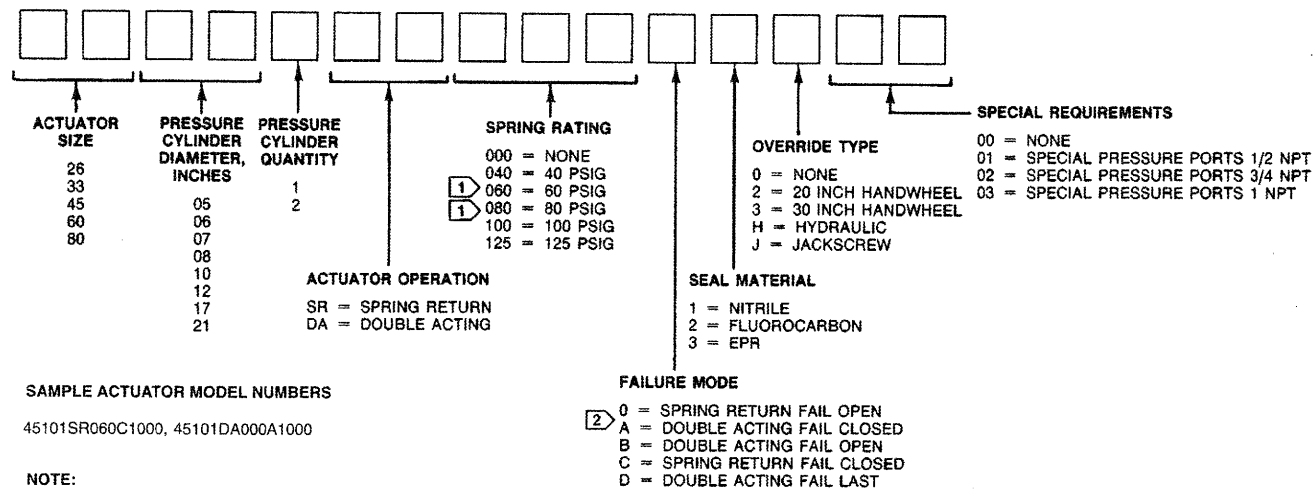 ACTUATOR
SIZE
26
33
45
60
80
PRESSURE
CYLINDER
DIAMETER,
INCHES
05
06
07
08
10
12
17
21
PRESSURE
CYLINDER
QUANTITY
1
2
ACTUATOR OPERATION
SR = SPRING RETURN
DA = DOUBLE ACTING
SPRING RATING
000 = NONE
040 = 40 PSIG
1 060 = 60 PSIG
1 080 = 80 PSIG
100 = 100 PSIG
125 = 125 PSIG
FAILURE MODE
0 = SPRING RETURN FAIL OPEN
2 A = DOUBLE ACTING FAIL CLOSED
B = DOUBLE ACTING FAIL OPEN
C = SPRING RETURN FAIL CLOSED
D = DOUBLE ACTING FAIL LAST
SEAL MATERIAL
1 = NITRILE
2 = FLUOROCARBON
3 = EPR
OVERRIDE TYPE
0 = NONE
2 = 20 INCH HANDWHEEL
3 = 30 INCH HANDWHEEL
H = HYDRAULIC
J = JACKSCREW
SPECIAL REQUIREMENTS
00 = NONE
01 = SPECIAL PRESSURE PORTS 1/2 NPT
02 = SPECIAL PRESSURE PORTS 3/4 NPT
03 = SPECIAL PRESSURE PORTS 1 NPT
SAMPLE ACTUATOR MODEL NUMBERS
45101SR060C1000, 45101DA000A1000
NOTE: